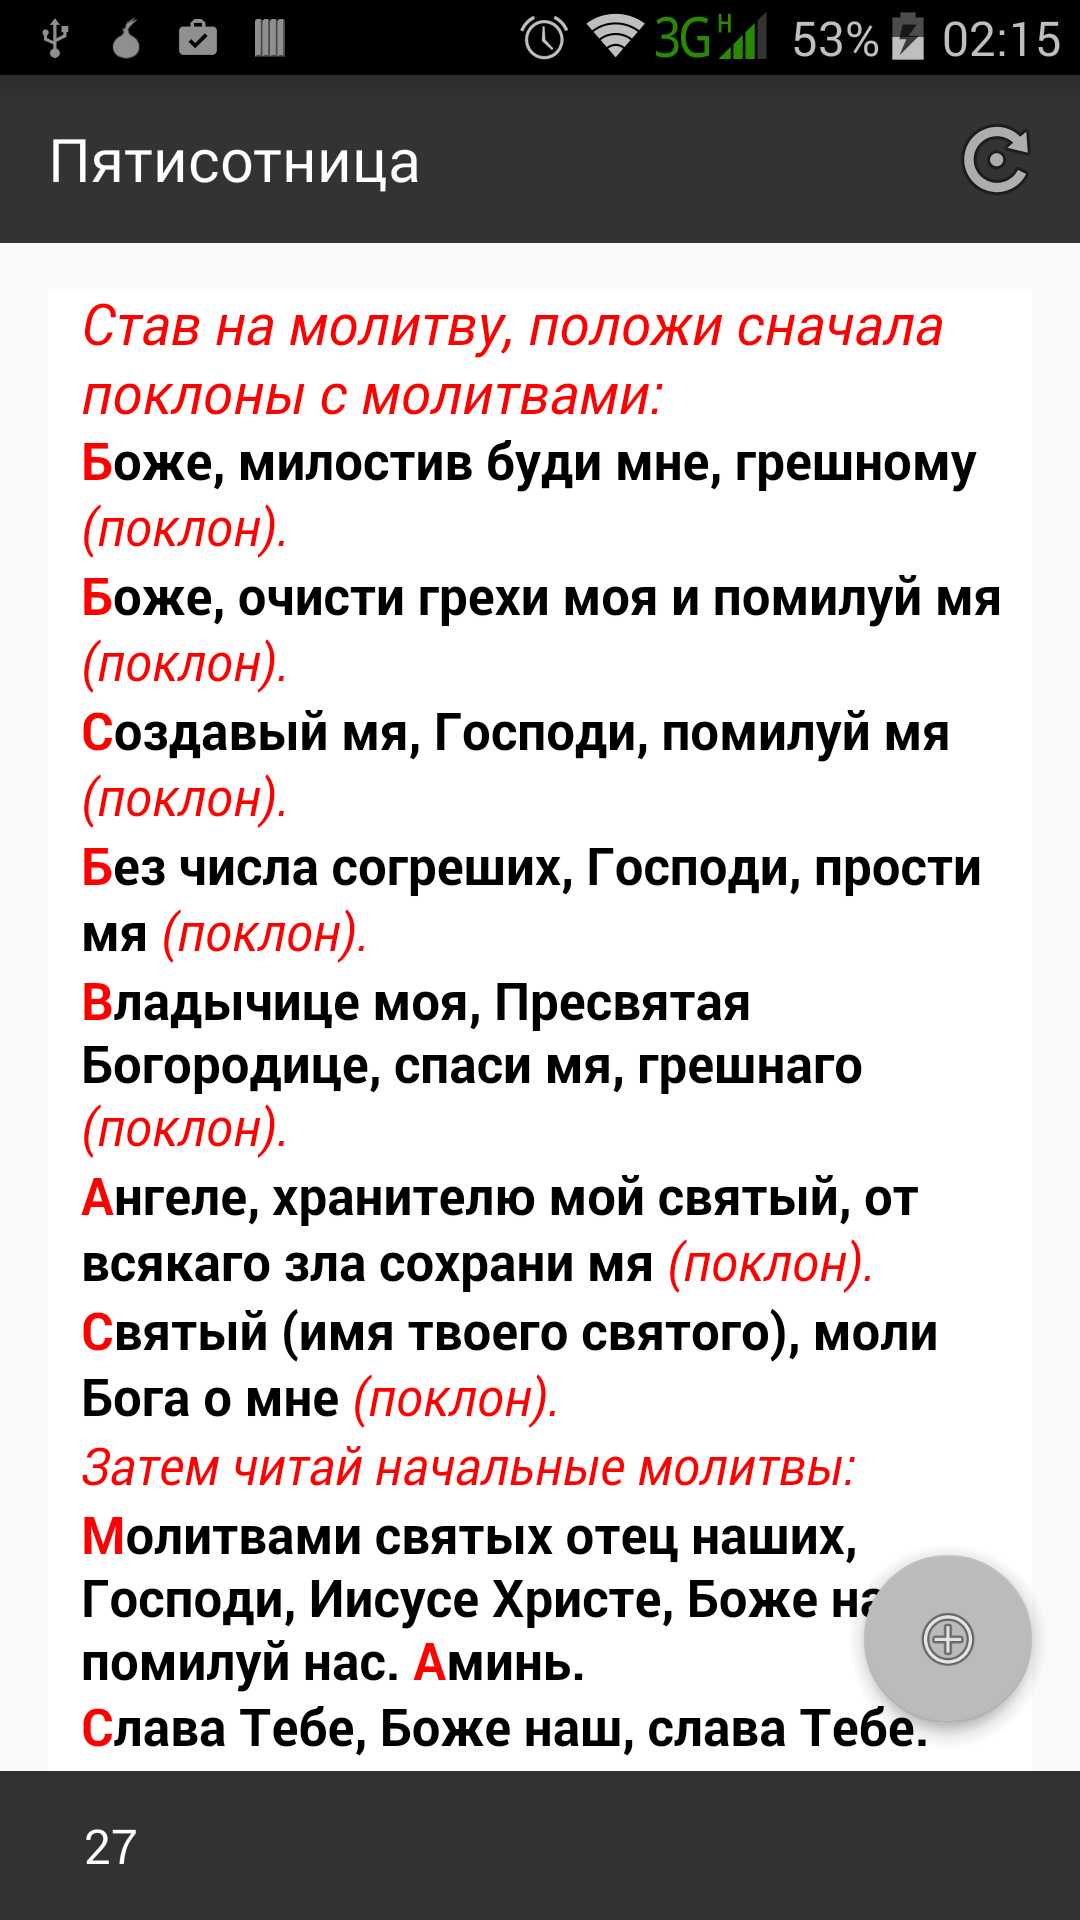 3G H 53% 02:15
Пятисотница
Став на молитву, положи сначала
поклоны с молитвами:
Боже, милостив буди мне, грешному
(поклон).
Боже, очисти грехи моя и помилуй мя
(поклон).
Создавый мя, Господи, помилуй мя
(поклон).
Без числа согреших, Господи, прости
мя (поклон).
Владычице моя, Пресвятая
Богородице, спаси мя, грешнаго
(поклон).
Ангеле, хранителю мой святый, от
всякаго зла сохрани мя (поклон).
Святый (имя твоего святого), моли
Бога о мне (поклон).
Затем читай начальные молитвы:
Молитвами святых отец наших,
Господи, Иисусе Христе, Боже
помилуй нас. Аминь.
Слава Тебе, Боже наш, слава Тебе.
27